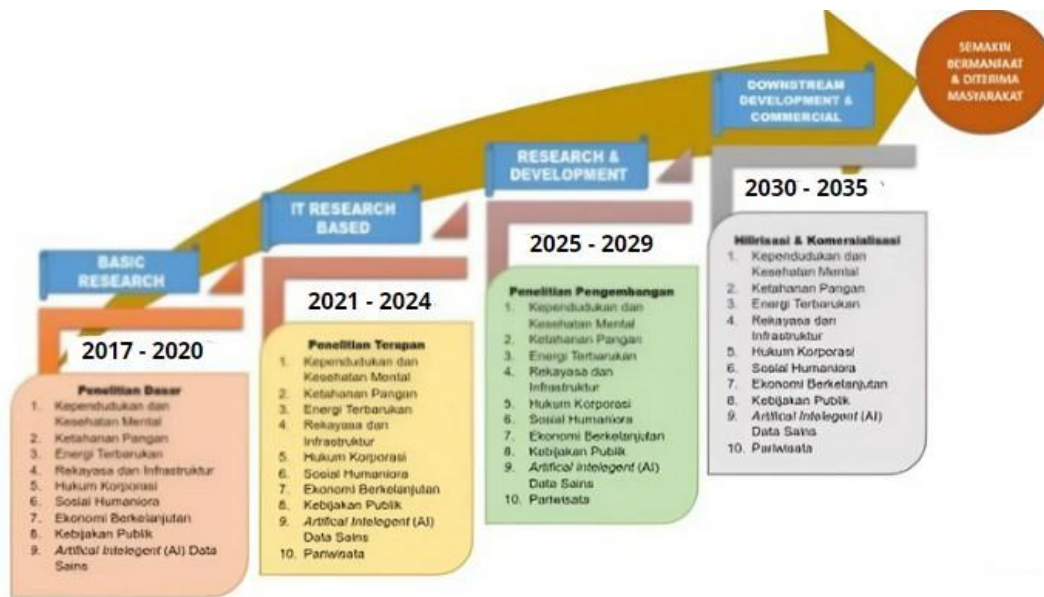 SEMAKIN
BERMANFAAT
& DITERIMA
MASYARAKAT
BASIC
RESEARCH
2017 - 2020
Penelitian Dasar
1. Kependudukan dan
Kesehatan Mental
2. Ketahanan Pangan
3. Energi Terbarukan
4. Rekayasa dan Infrastruktur
5. Hukum Korporasi
6. Sosial Humaniora
7. Ekonomi Berkelanjutan
8. Kebijakan Publik
9. Artifical Intelegent (AI) Data
Sains
IT RESEARCH
BASED
2021 - 2024
Penelitian Terapan
1. Kependudukan dan
Kesehatan Mental
2. Ketahanan Pangan
3. Energi Terbarukan
4. Rekayasa dan
Infrastruktur
5. Hukum Korporasi
6. Sosial Humaniora
7. Ekonomi Berkelanjutan
8. Kebijakan Publik
9. Artifical Intelegent (AI)
Data Sains
10. Pariwisata
RESEARCH &
DEVELOPMENT
2025 - 2029
Penelitian Pengembangan
1. Kependudukan dan
Kesehatan Mental
2. Ketahanan Pangan
3. Energi Terbarukan
4. Rekayasa dan
Infrastruktur
5. Hukum Korporasi
6. Sosial Humaniora
7. Ekonomi Berkelanjutan
8. Kebijakan Publik
9. Artifical Intelegent (AI)
Data Sains
10. Pariwisata
DOWNSTREAM
DEVELOPMENT &
COMMERCIAL
2030 - 2035
Hilirisasi & Komersialisasi
1. Kependudukan dan
Kesehatan Mental
2. Ketahanan Pangan
3. Energi Terbarukan
4. Rekayasa dan
Infrastruktur
5. Hukum Korporasi
6. Sosial Humaniora
7. Ekonomi Berkelanjutan
8. Kebijakan Publik
9. Artifical Intelegent (AI)
Data Sains
10. Pariwisata